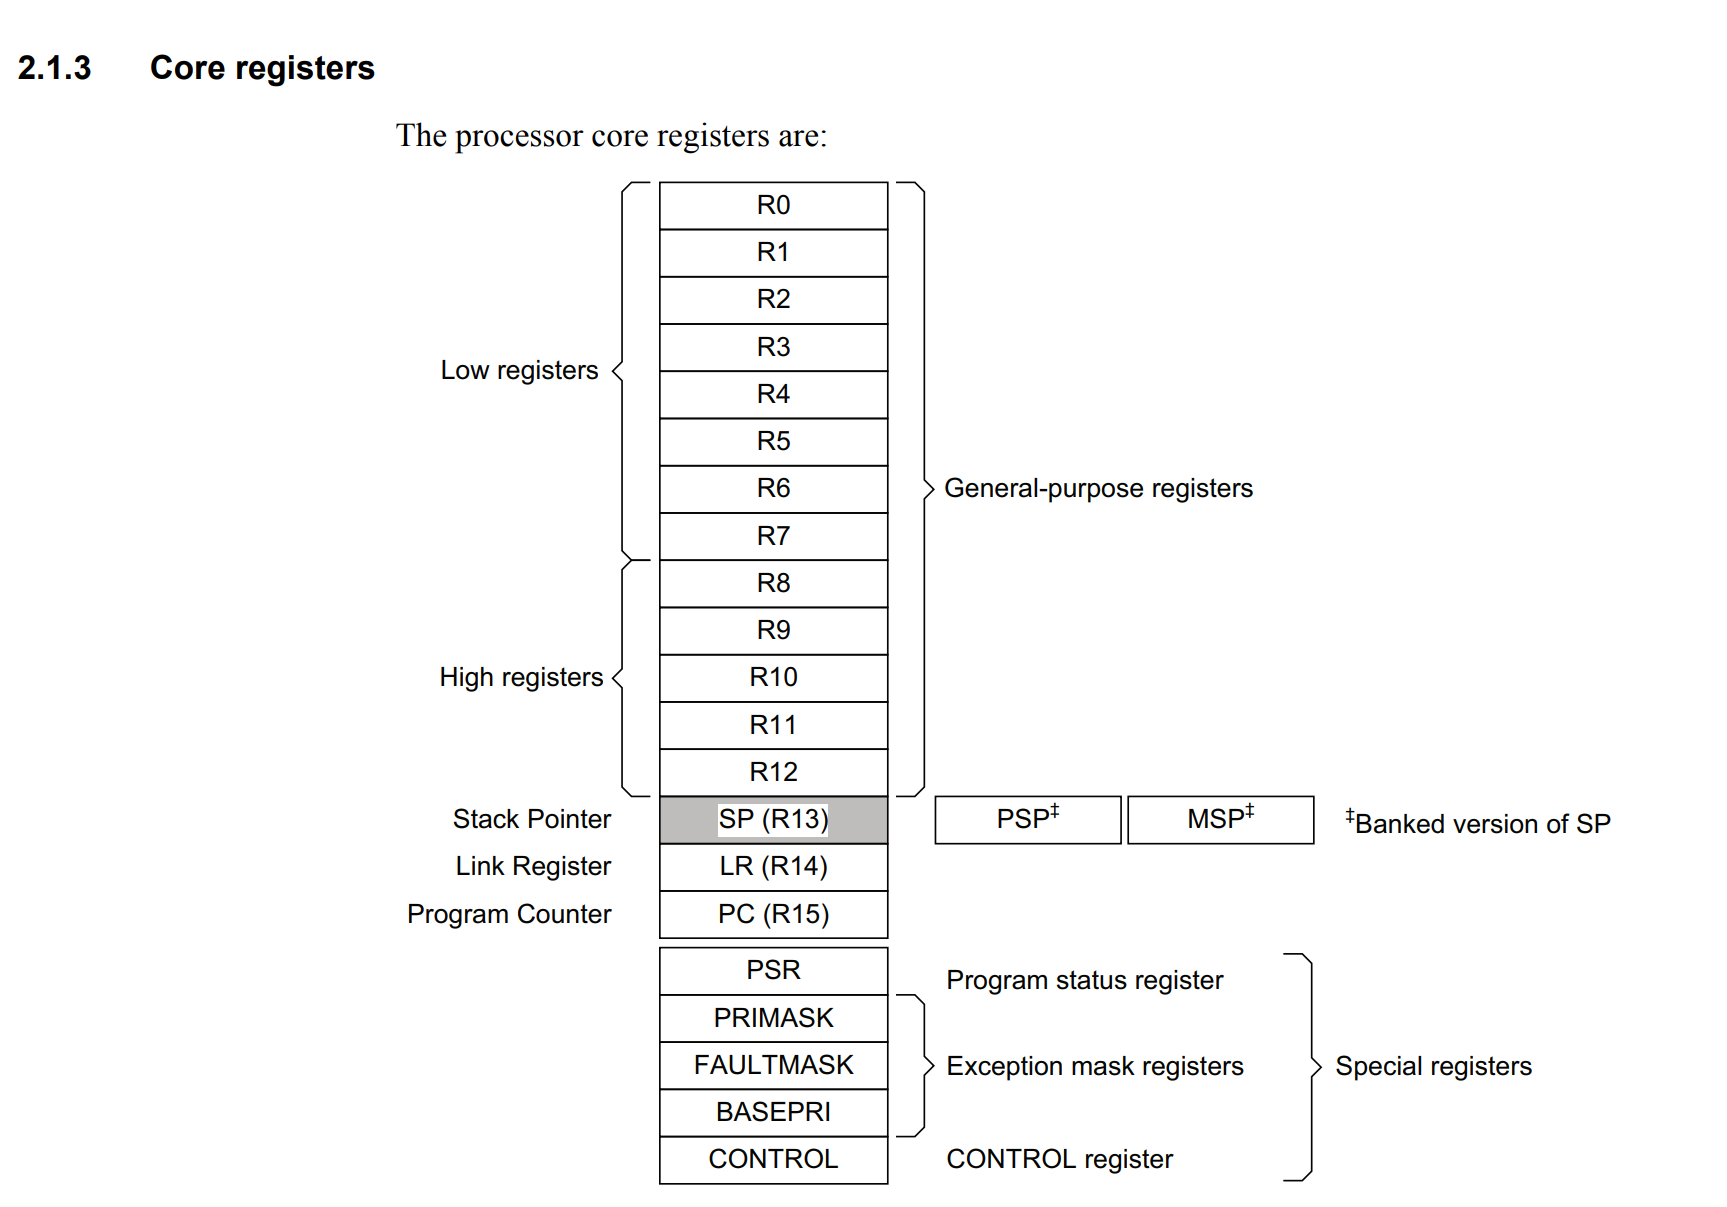 2.1.3 Core registers
The processor core registers are:
R0
R1
R2
R3
Low registers
R4
R5
R6
General-purpose registers
R7
R8
R9
High registers
R10
R11
R12
Stack Pointer SP (R13) PSP‡ MSP‡ ‡Banked version of SP
Link Register LR (R14)
Program Counter PC (R15)
PSR Program status register
PRIMASK
FAULTMASK Exception mask registers Special registers
BASEPRI
CONTROL CONTROL register